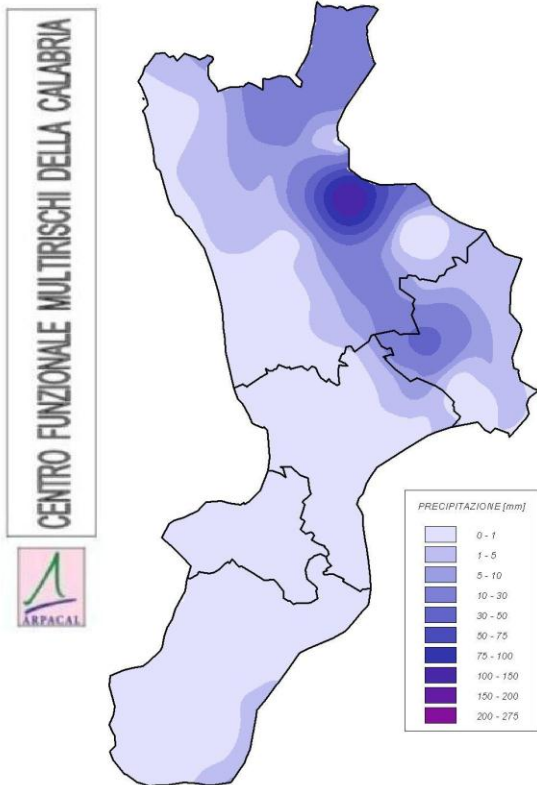 CENTRO FUNZIONALE MULTIRISCHI DELLA CALABRIA
ARPACAL
PRECIPITAZIONE [mm]
0 - 1
1 - 5
5 - 10
10 - 30
30 - 50
50 - 75
75 - 100
100 - 150
150 - 200
200 - 275